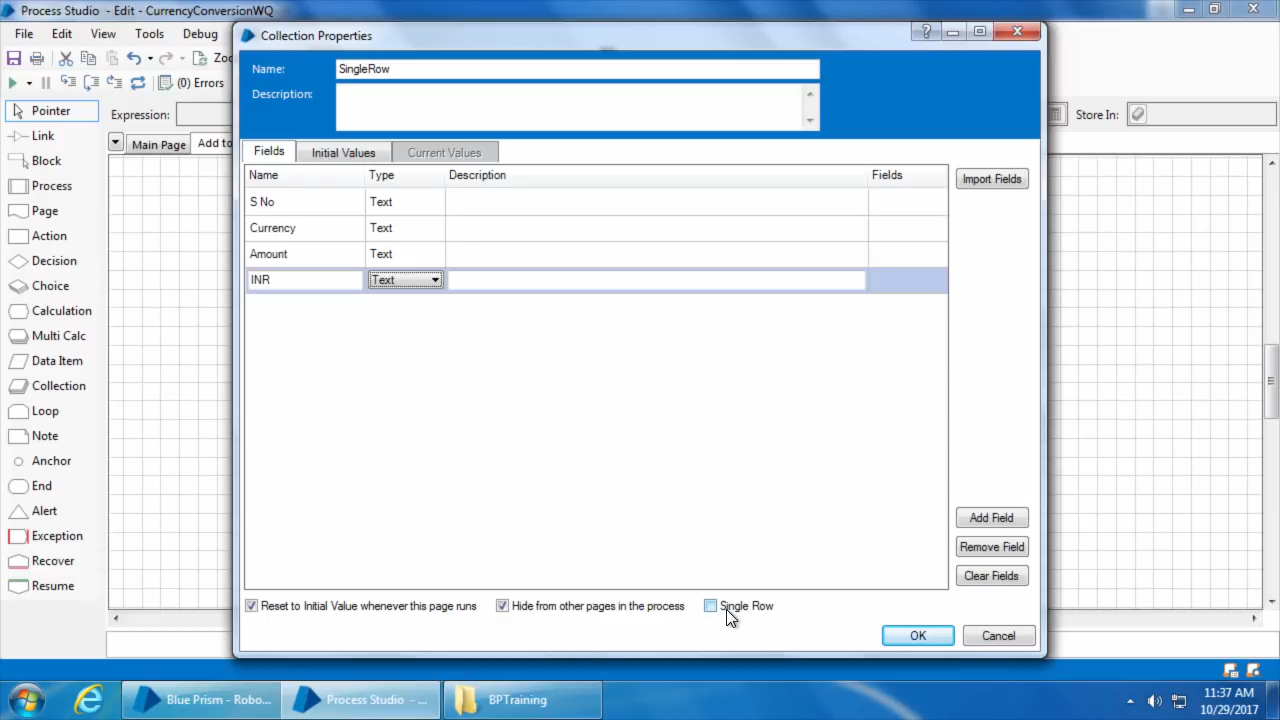 Process Studio - Edit - CurrencyConversionWQ
File Edit View Tools Debug
Collection Properties
(0) Errors
Expression:
Store In:
Main Page
Add to
Pointer
Link
Block
Process
Page
Action
Decision
Choice
Calculation
Multi Calc
Data Item
Collection
Loop
Note
Anchor
End
Alert
Exception
Recover
Resume
Name: SingleRow
Description:
Fields Initial Values Current Values
Name Type Description Fields
S No Text
Currency Text
Amount Text
INR Text
Import Fields
Add Field
Remove Field
Clear Fields
Reset to Initial Value whenever this page runs Hide from other pages in the process Single Row
OK Cancel
Blue Prism - Robo... Process Studio - ... BPTraining
11:37 AM
10/29/2017